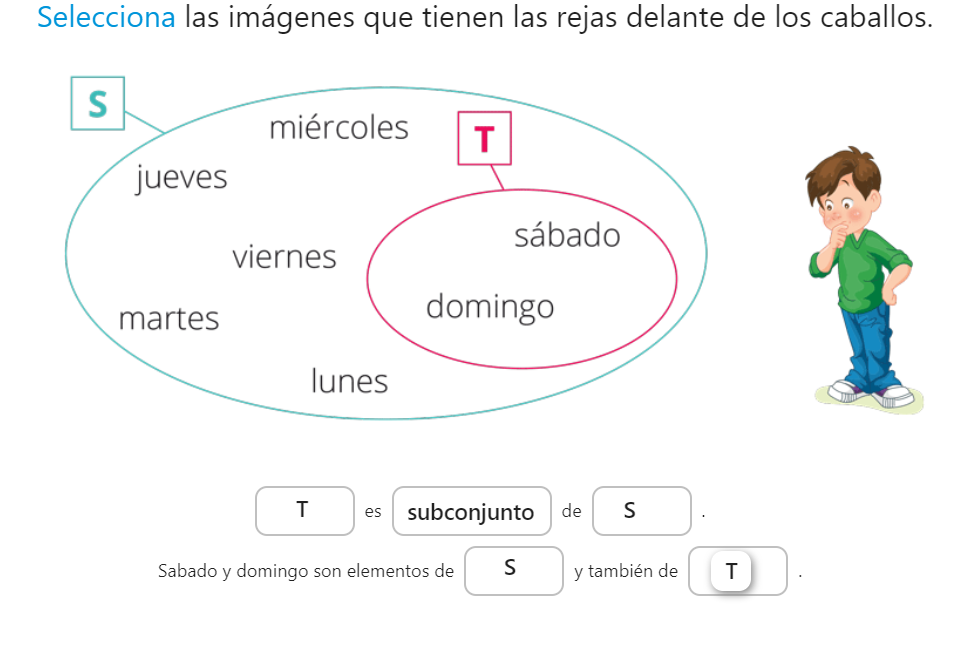 Selecciona las imágenes que tienen las rejas delante de los caballos.
S
miércoles
T
jueves
sábado
viernes
domingo
martes
lunes
T es subconjunto de S .
Sabado y domingo son elementos de S y también de T .